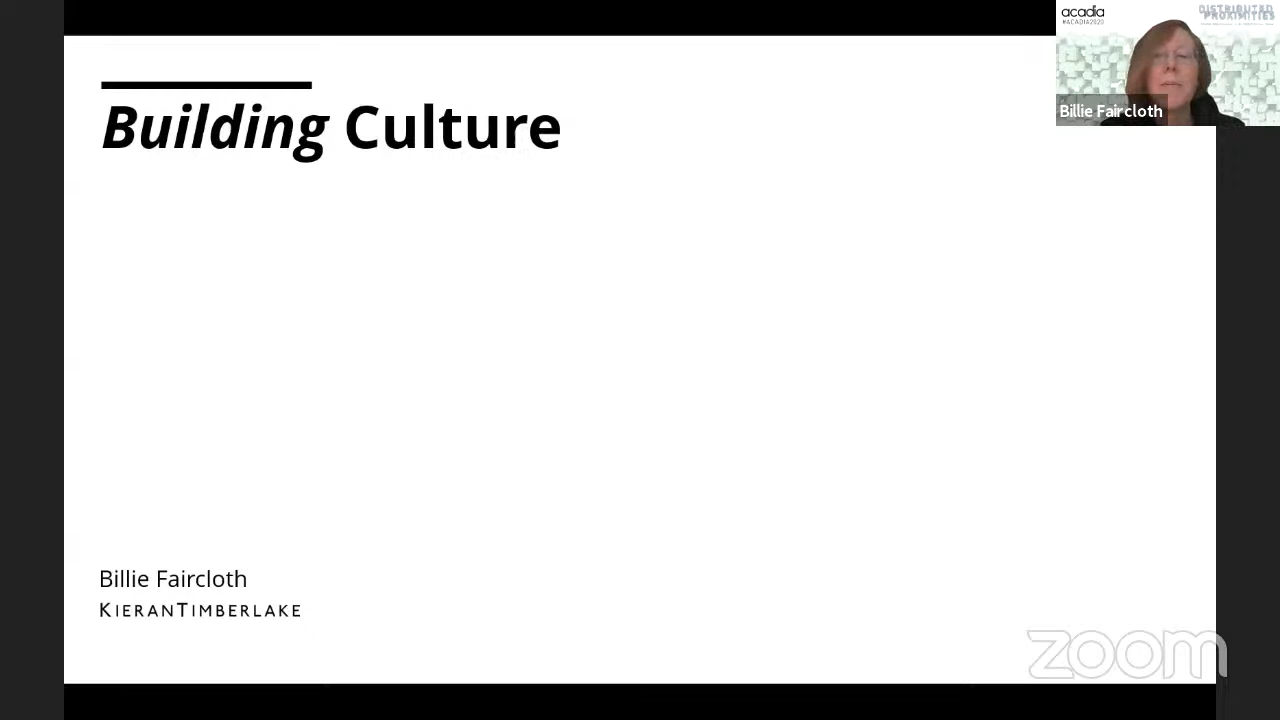 acadia
#ACADIA2020
DISTRIBUTED
PROXIMITIES
Billie Faircloth
Building Culture
Billie Faircloth
KIERANTIMBERLAKE
zoom